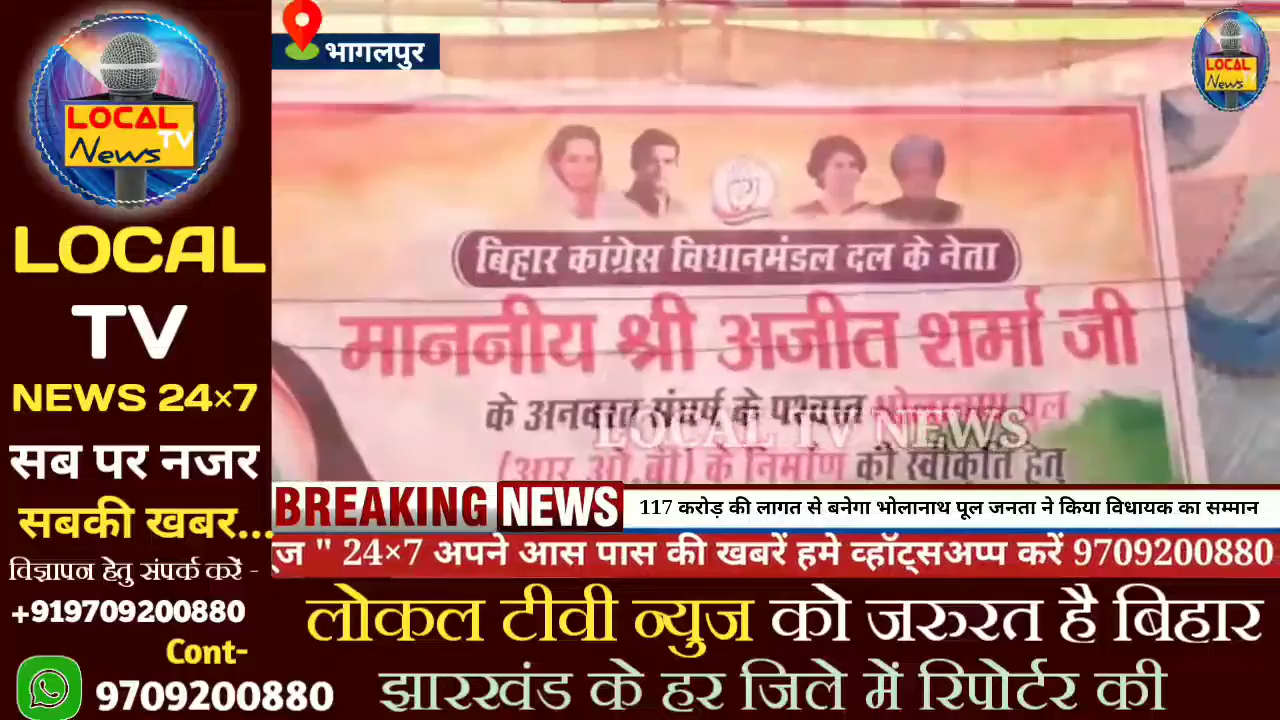 LOCAL
TV
News
LOCAL
TV
NEWS 24×7
सब पर नजर
सबकी खबर...
विज्ञापन हेतु संपर्क करें -
+919709200880
Cont-
9709200880
भागलपुर
LOCAL
News
बिहार कांग्रेस विधानमंडल दल के नेता
माननीय श्री अजीत शर्मा जी
के अनवरत संघर्ष के पश्चात भोलानाथ पुल
LOCAL TV NEWS
(आर.ओ.बी) के निर्माण की स्वीकृति हेतु
BREAKING NEWS
117 करोड़ की लागत से बनेगा भोलानाथ पूल जनता ने किया विधायक का सम्मान
ज " 24×7 अपने आस पास की खबरें हमे व्हॉट्सअप्प करें 9709200880
लोकल टीवी न्युज को जरुरत है बिहार
झारखंड के हर जिले में रिपोर्टर की